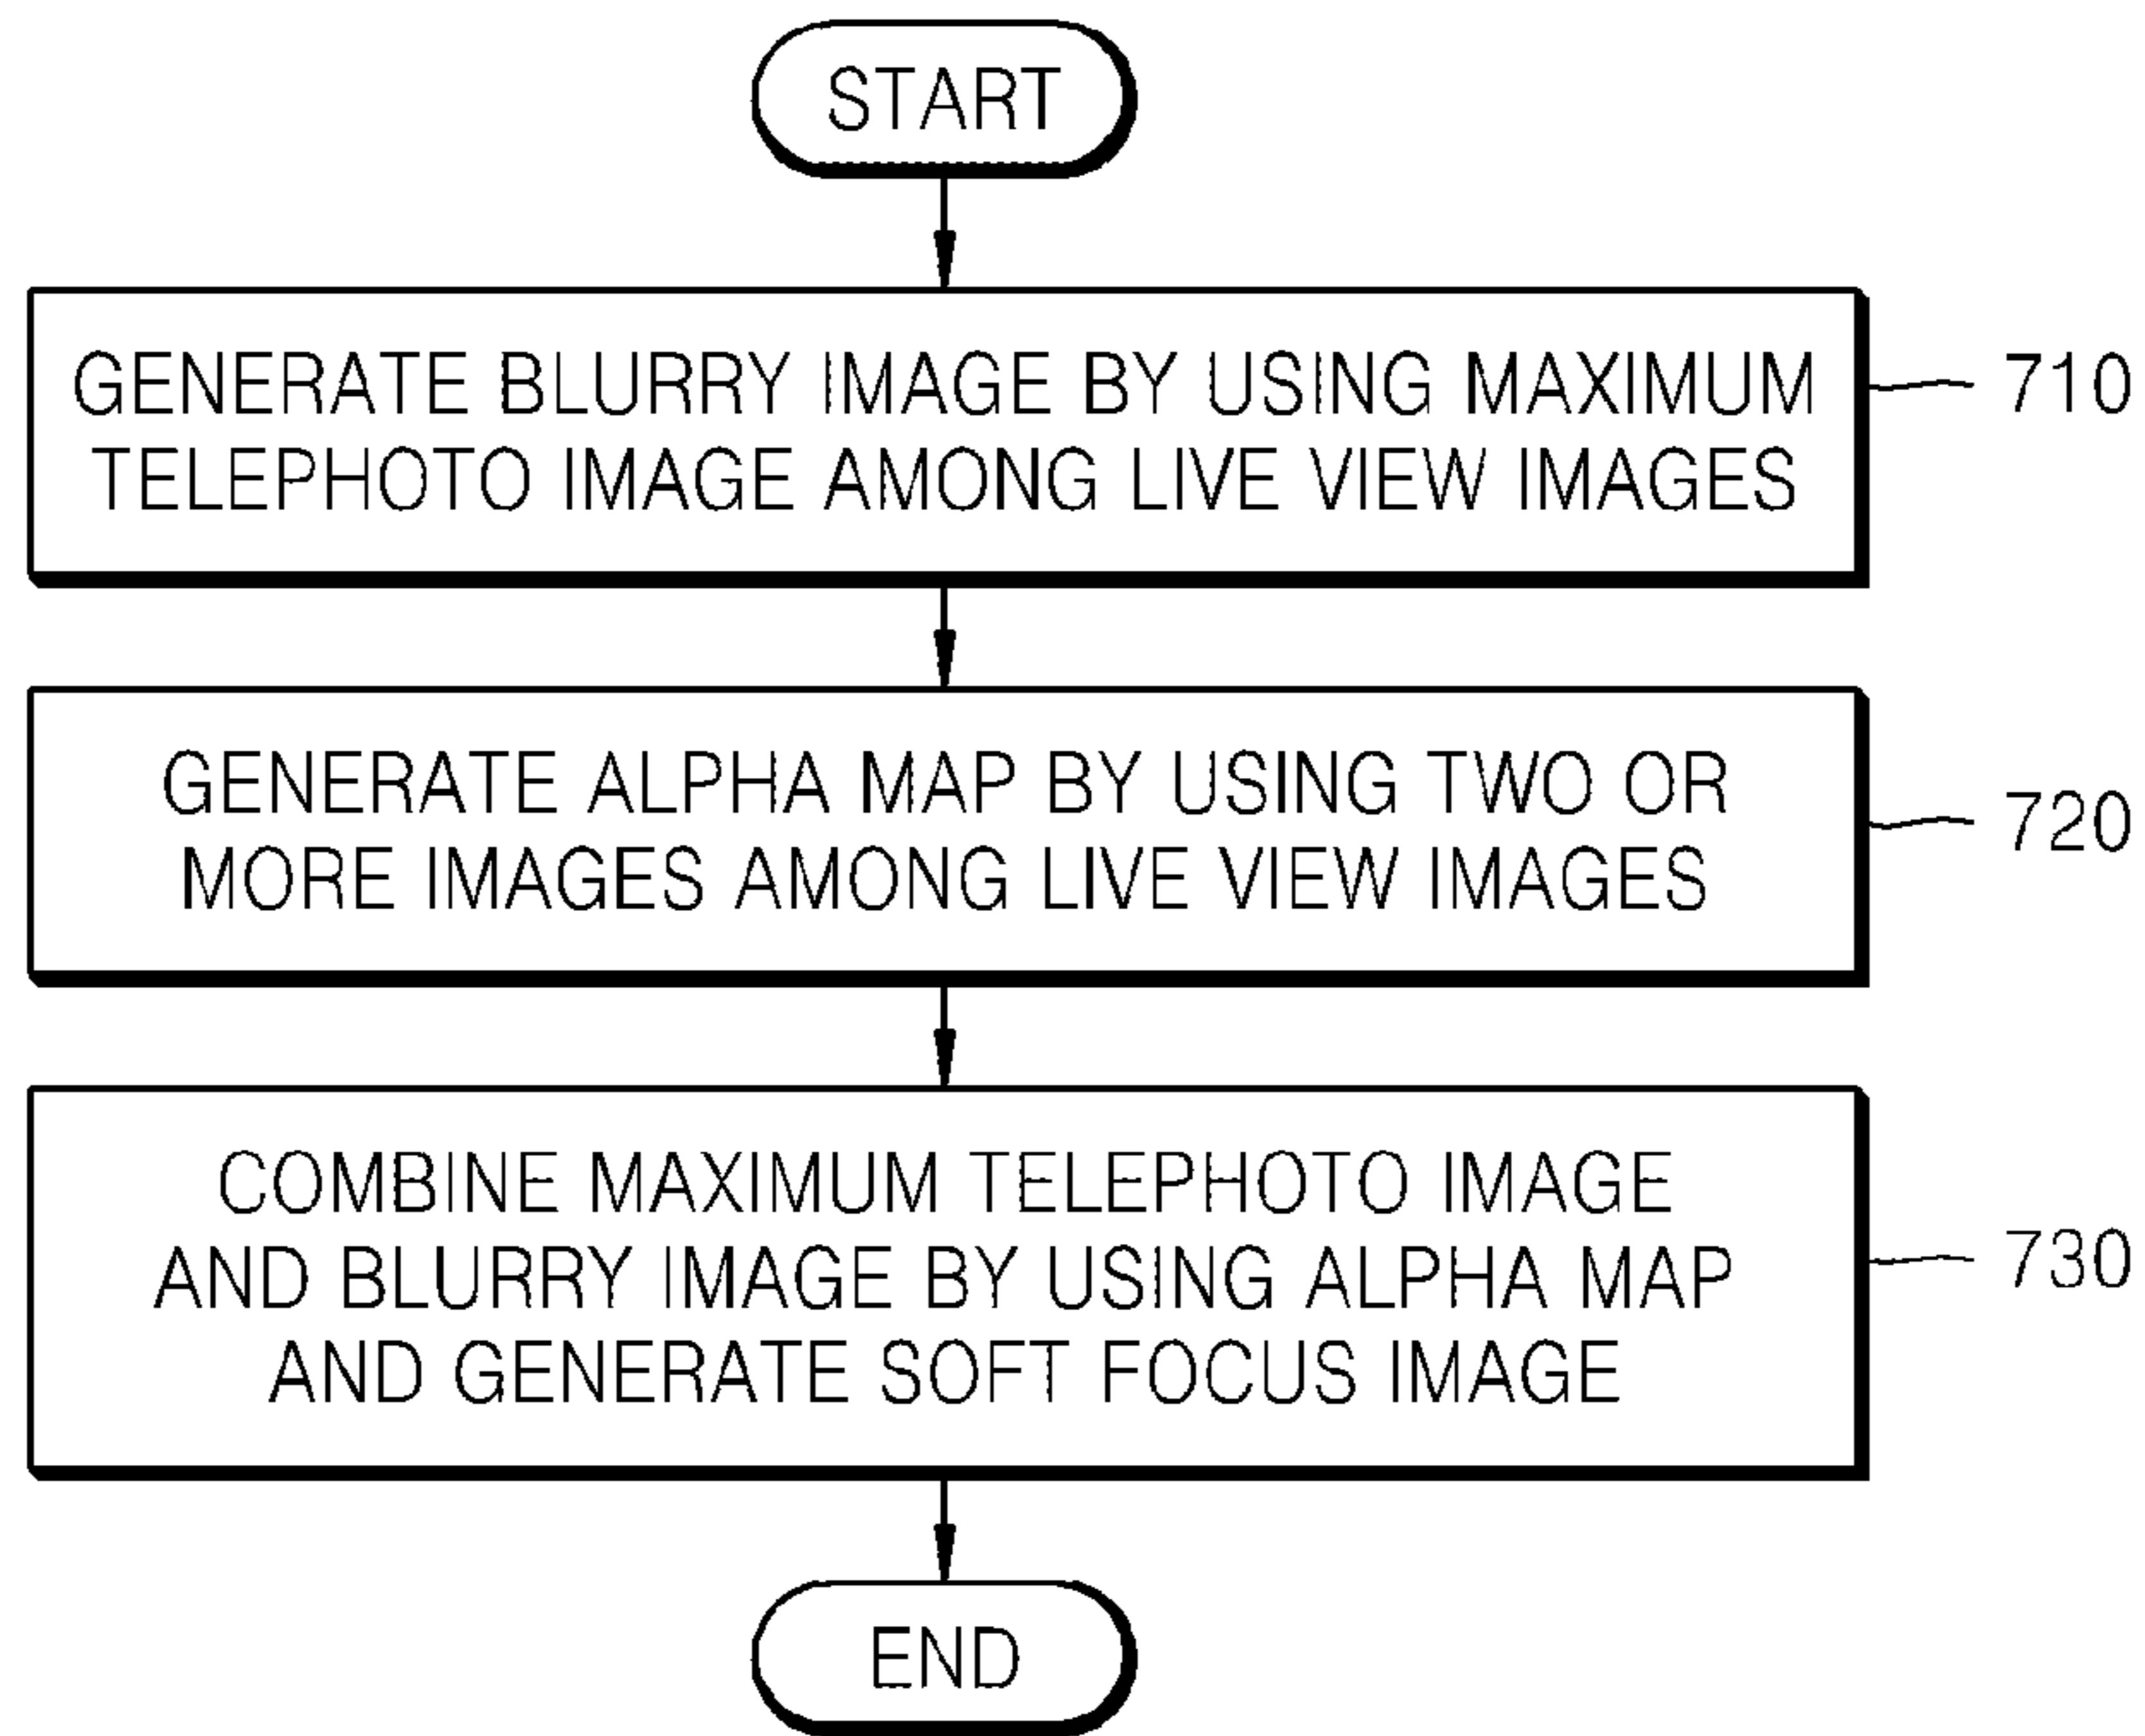 START
GENERATE BLURRY IMAGE BY USING MAXIMUM
TELEPHOTO IMAGE AMONG LIVE VIEW IMAGES
710
GENERATE ALPHA MAP BY USING TWO OR
MORE IMAGES AMONG LIVE VIEW IMAGES
720
COMBINE MAXIMUM TELEPHOTO IMAGE
AND BLURRY IMAGE BY USING ALPHA MAP
AND GENERATE SOFT FOCUS IMAGE
730
END